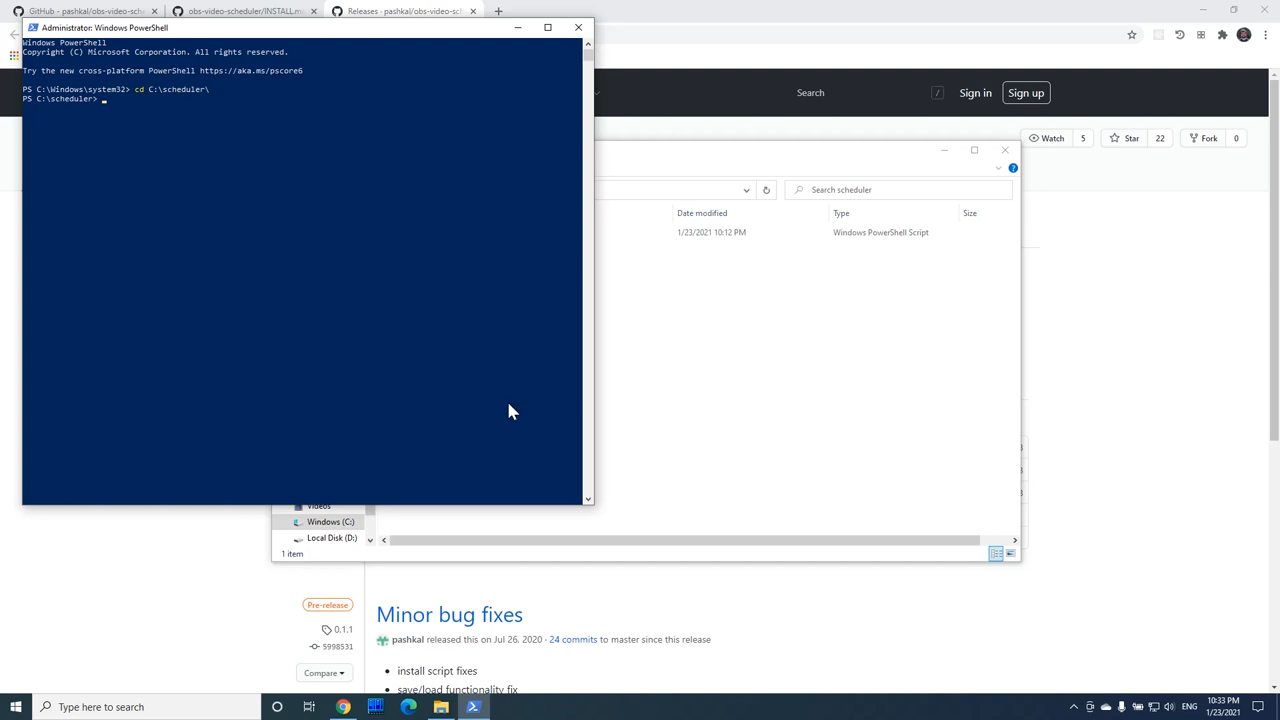 GitHub - pashkal/obs-video-sche
obs-video-scheduler/INSTALL.m
Releases · pashkal/obs-video-sch
Administrator: Windows PowerShell
Windows PowerShell
Copyright (C) Microsoft Corporation. All rights reserved.
Try the new cross-platform PowerShell https://aka.ms/pscore6
PS C:\Windows\system32> cd C:\scheduler\
PS C:\scheduler>
Search
/
Sign in
Sign up
Watch 5
Star 22
Fork 0
Search scheduler
Date modified Type Size
1/23/2021 10:12 PM Windows PowerShell Script
Videos
Windows (C:)
Local Disk (D:)
1 item
Pre-release
0.1.1
5998531
Compare
Minor bug fixes
pashkal released this on Jul 26, 2020 · 24 commits to master since this release
• install script fixes
• save/load functionality fix
Type here to search
ENG
10:33 PM
1/23/2021